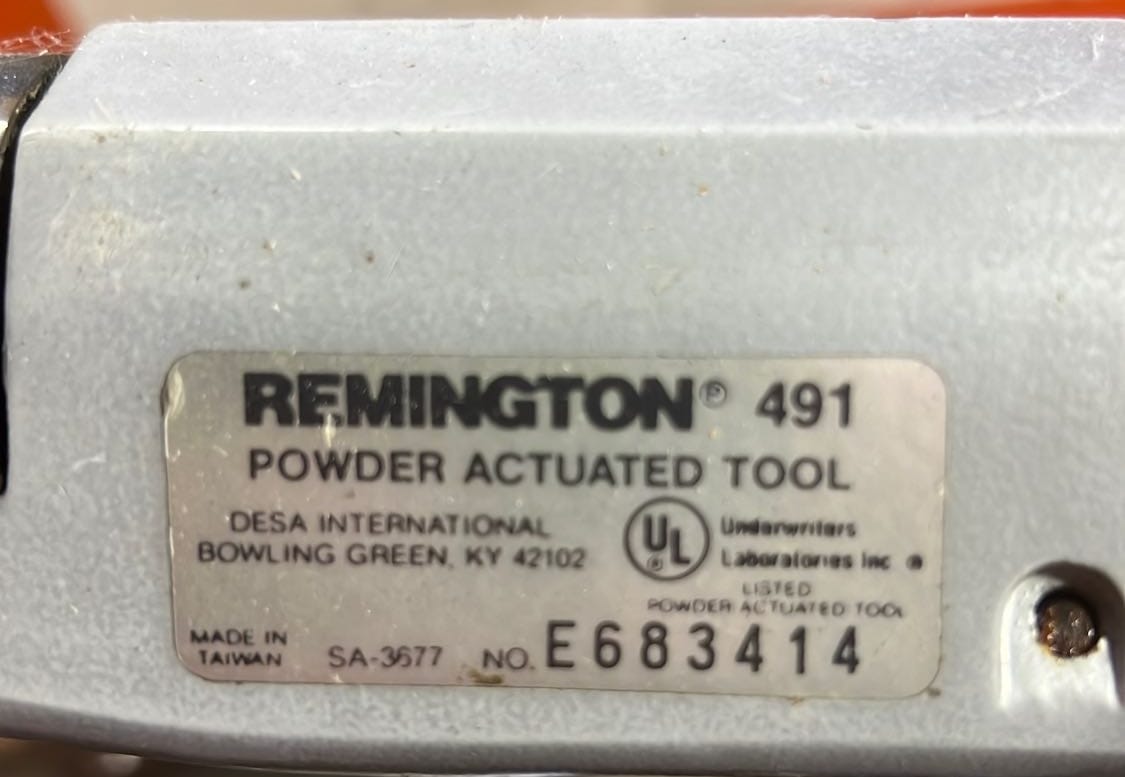 REMINGTON® 491
POWDER ACTUATED TOOL
DESA INTERNATIONAL
BOWLING GREEN, KY 42102
UL ®
Underwriters
Laboratories Inc ®
LISTED
POWDER ACTUATED TOOL
MADE IN
TAIWAN
SA-3677 NO. E683414